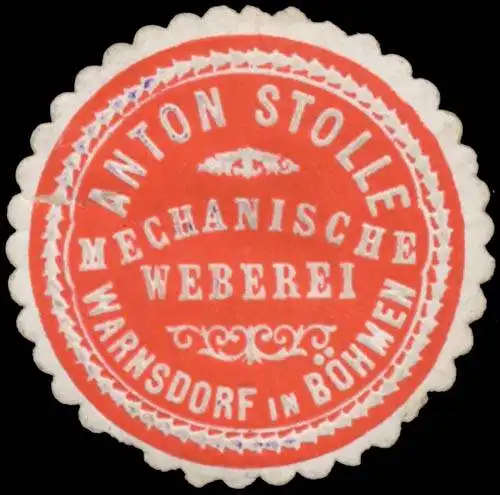 ANTON STOLLE
MECHANISCHE
WEBEREI
WARNSDORF IN BÖHMEN